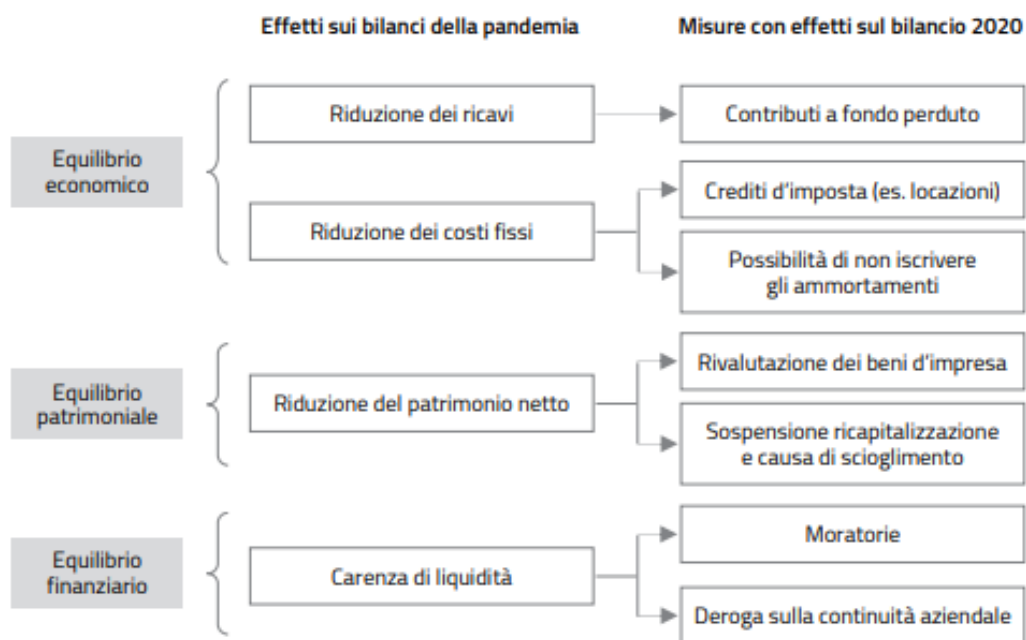 Effetti sui bilanci della pandemia
Misure con effetti sul bilancio 2020
Equilibrio
economico
Riduzione dei ricavi
Contributi a fondo perduto
Riduzione dei costi fissi
Crediti d'imposta (es. locazioni)
Possibilità di non iscrivere
gli ammortamenti
Equilibrio
patrimoniale
Riduzione del patrimonio netto
Rivalutazione dei beni d'impresa
Sospensione ricapitalizzazione
e causa di scioglimento
Equilibrio
finanziario
Carenza di liquidità
Moratorie
Deroga sulla continuità aziendale